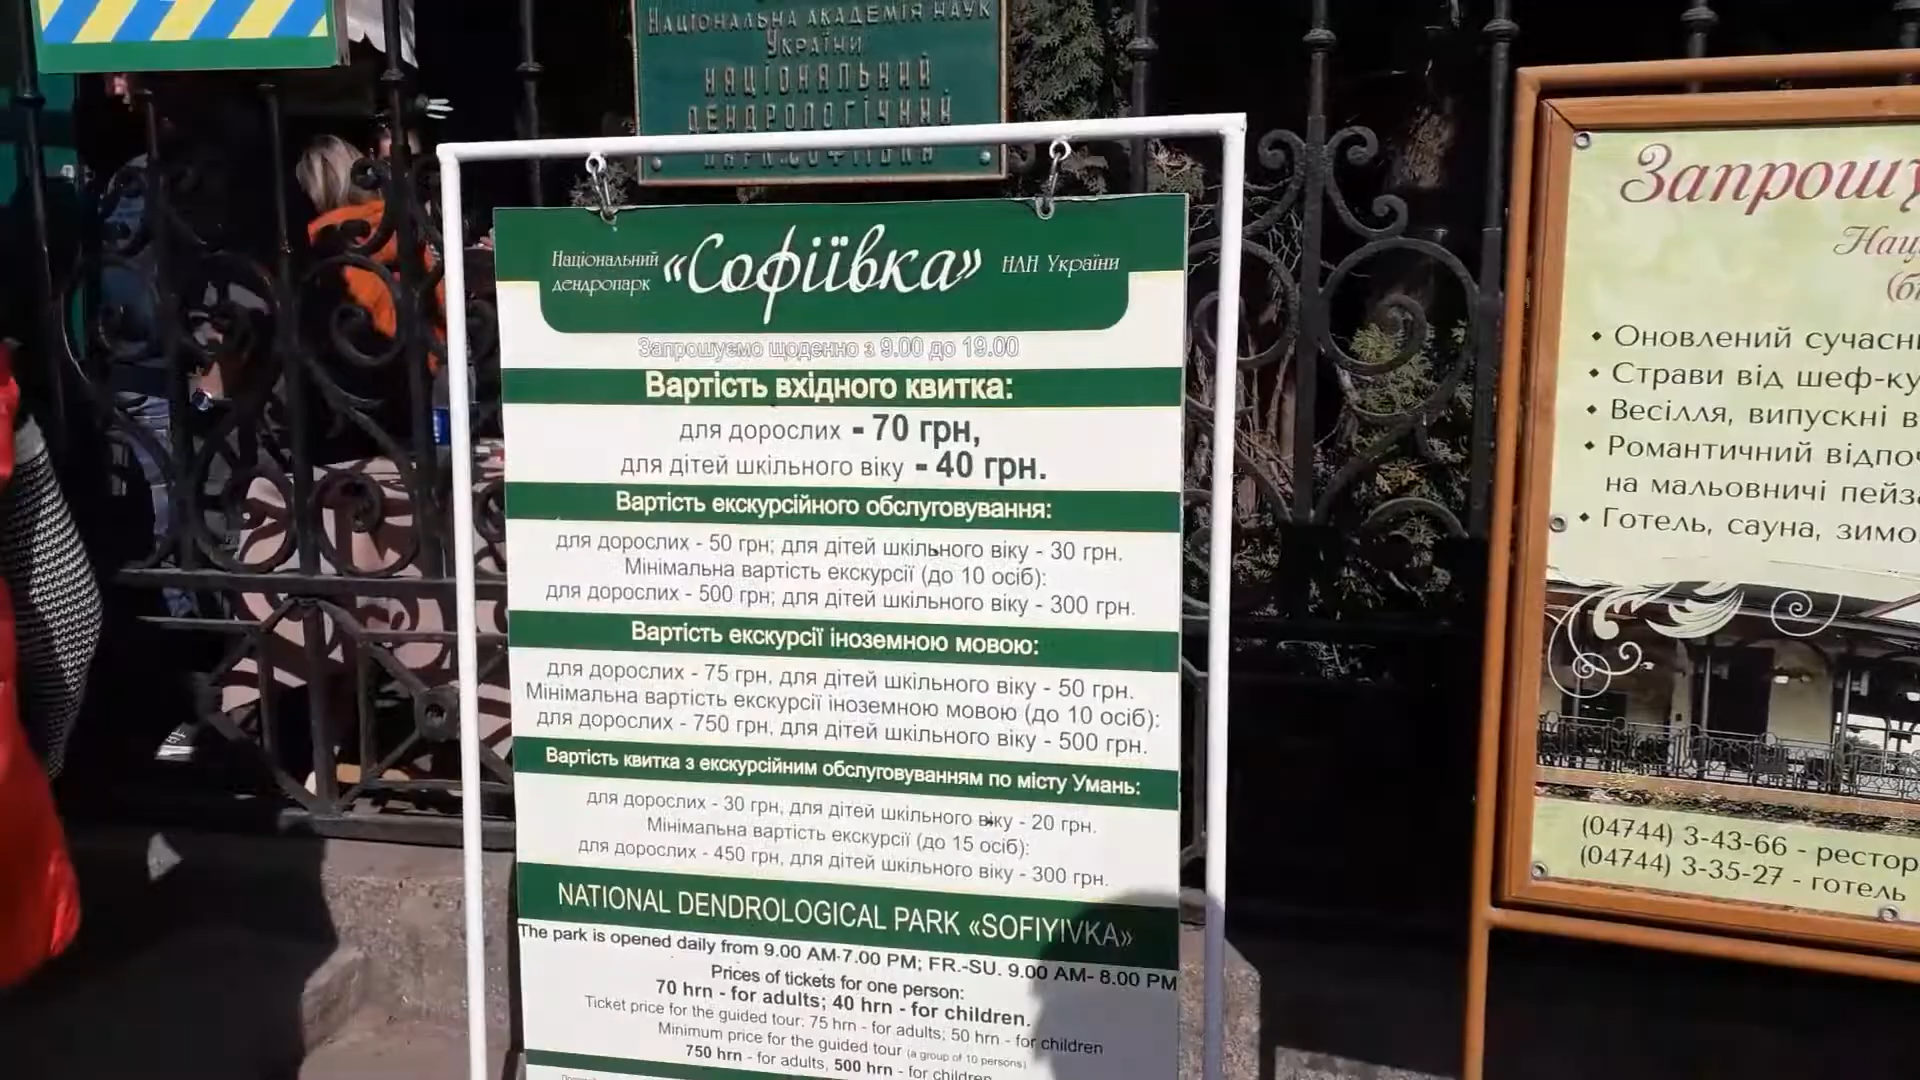 НАЦІОНАЛЬНА АКАДЕМІЯ НАУК
УКРАЇНИ
НАЦІОНАЛЬНИЙ
ДЕНДРОЛОГІЧНИЙ
ПАРК "СОФІЇВКА"
Національний
дендропарк
«Софіївка»
НАН України
Запрошуємо щоденно з 9.00 до 19.00
Вартість вхідного квитка:
для дорослих - 70 грн,
для дітей шкільного віку - 40 грн.
Вартість екскурсійного обслуговування:
для дорослих - 50 грн; для дітей шкільного віку - 30 грн.
Мінімальна вартість екскурсії (до 10 осіб):
для дорослих - 500 грн; для дітей шкільного віку - 300 грн.
Вартість екскурсії іноземною мовою:
для дорослих - 75 грн, для дітей шкільного віку - 50 грн.
Мінімальна вартість екскурсії іноземною мовою (до 10 осіб):
для дорослих - 750 грн, для дітей шкільного віку - 500 грн.
Вартість квитка з екскурсійним обслуговуванням по місту Умань:
для дорослих - 30 грн, для дітей шкільного віку - 20 грн.
Мінімальна вартість екскурсії (до 15 осіб):
для дорослих - 450 грн, для дітей шкільного віку - 300 грн.
NATIONAL DENDROLOGICAL PARK «SOFIYIVKA»
The park is opened daily from 9.00 AM-7.00 PM; FR.-SU. 9.00 AM- 8.00 PM
Prices of tickets for one person:
70 hrn - for adults; 40 hrn - for children.
Ticket price for the guided tour: 75 hrn - for adults; 50 hrn - for children
Minimum price for the guided tour (a group of 10 persons)
750 hrn - for adults, 500 hrn - for children
Запрошу
Нац
(бі
• Оновлений сучасн
• Страви від шеф-ку
• Весілля, випускні в
• Романтичний відпоч
на мальовничі пейз
• Готель, сауна, зимо
(04744) 3-43-66 - рестор
(04744) 3-35-27 - готель